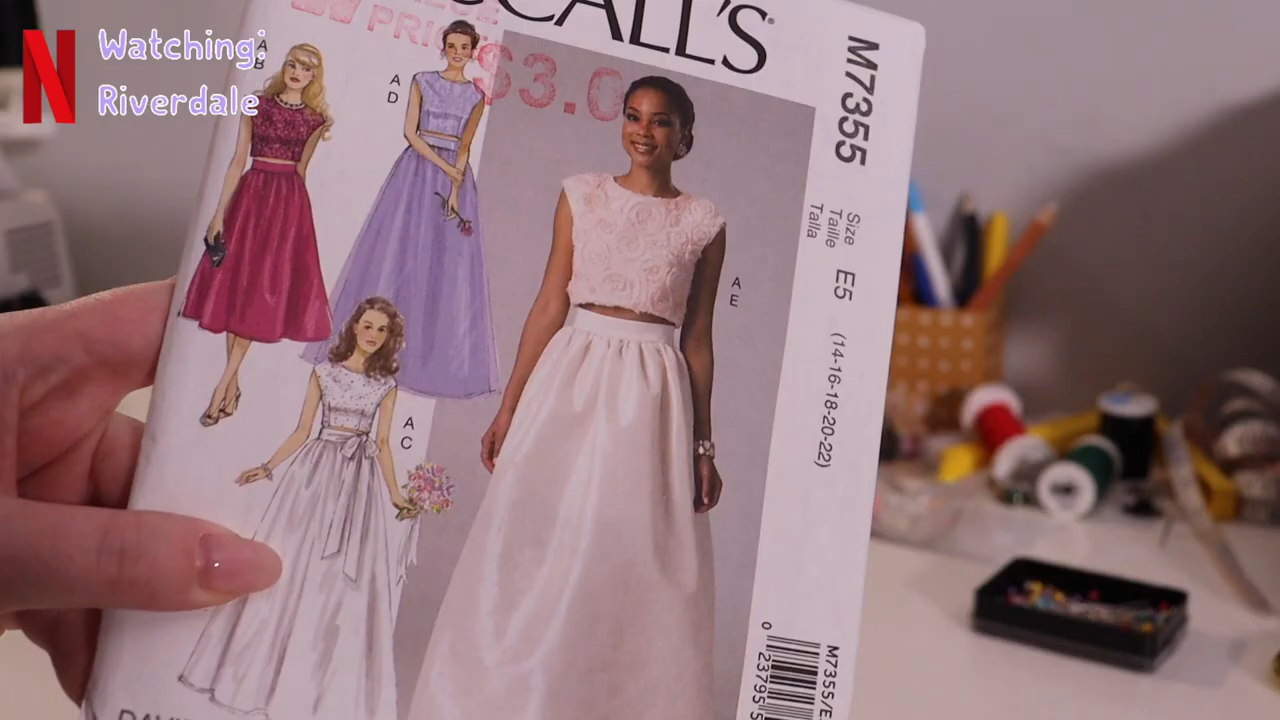 N
Watching:
Riverdale
PRIC
$3.0
CALL'S
A
B
A
D
A
C
A
E
M7355
Size
Taille
Talla
E5
(14-16-18-20-22)
M7355/E
0
23795 5